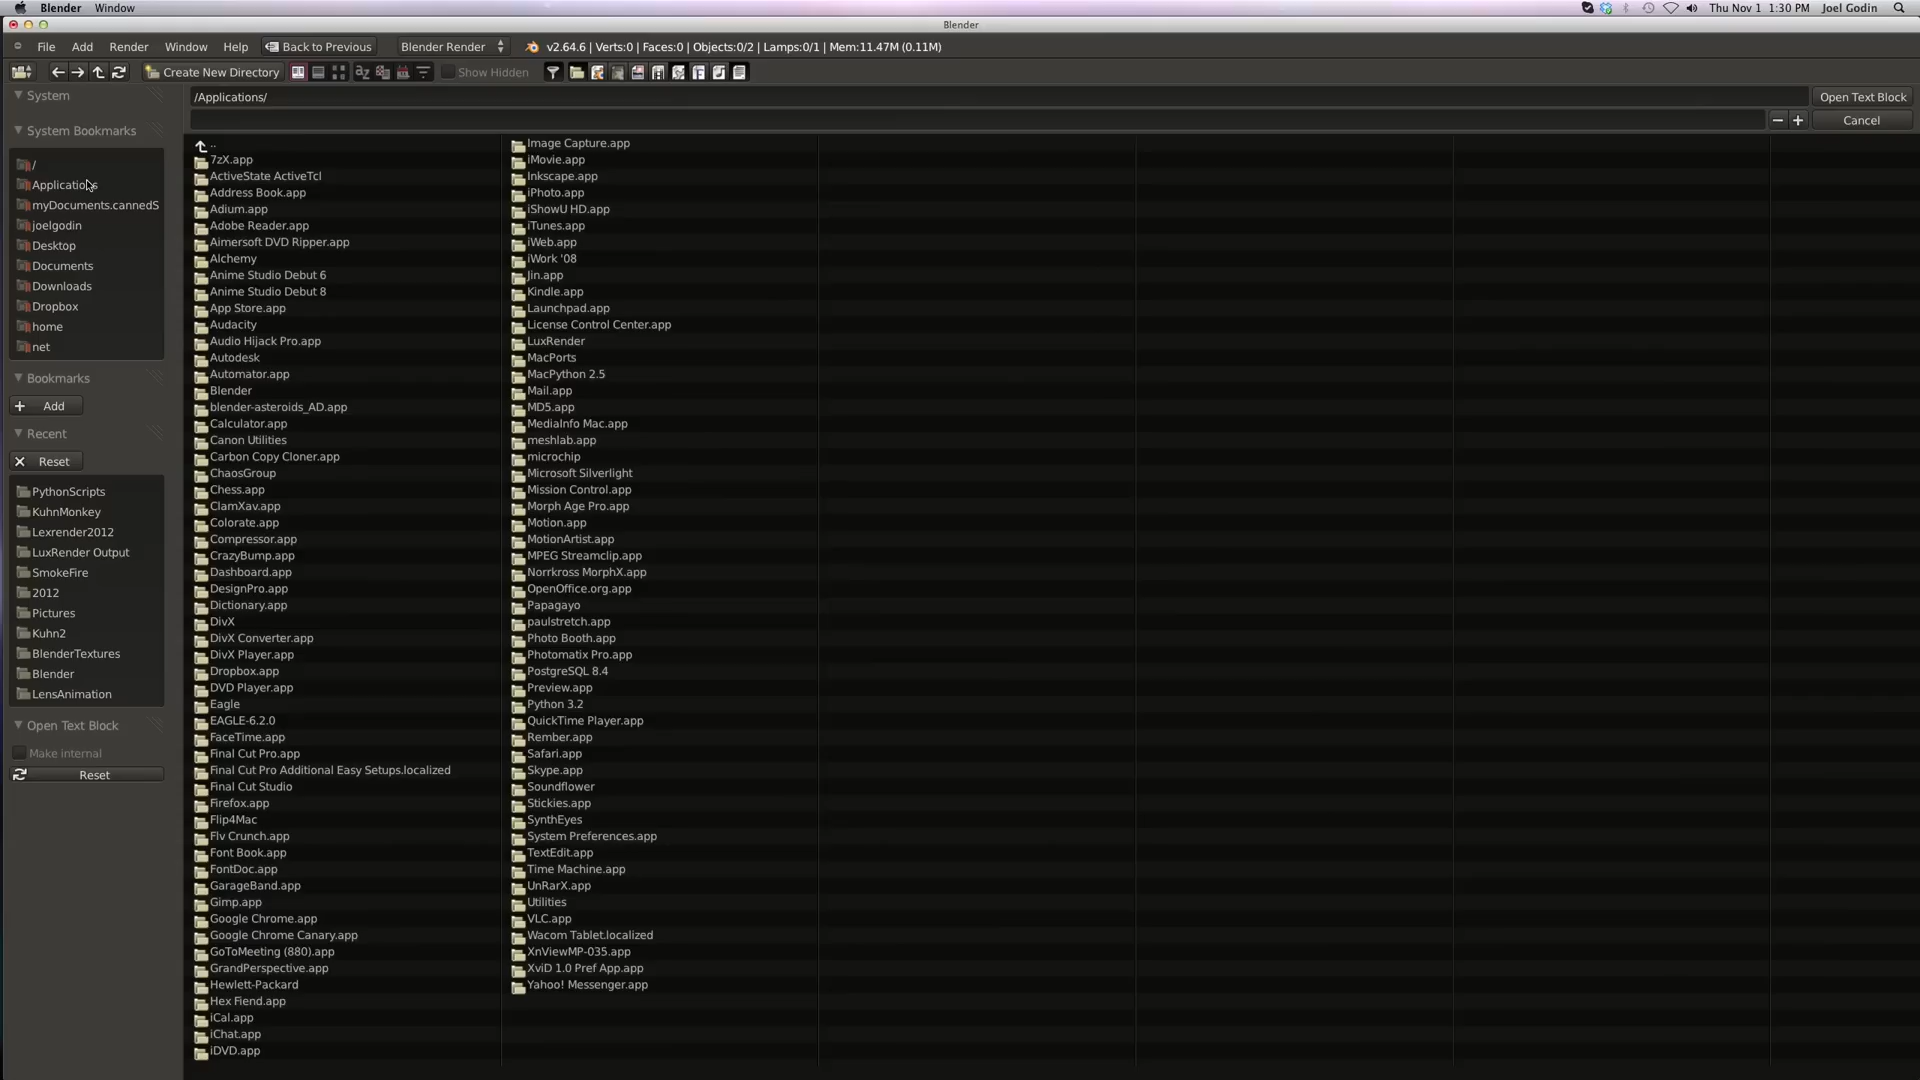 Blender Window Thu Nov 1 1:30 PM Joel Godin
Blender
File Add Render Window Help Back to Previous Blender Render v2.64.6 | Verts:0 | Faces:0 | Objects:0/2 | Lamps:0/1 | Mem:11.47M (0.11M)
Create New Directory Show Hidden
System
/Applications/ Open Text Block
Cancel
System Bookmarks
/
Applications
myDocuments.cannedS
joelgodin
Desktop
Documents
Downloads
Dropbox
home
net
Bookmarks
Add
Recent
Reset
PythonScripts
KuhnMonkey
Lexrender2012
LuxRender Output
SmokeFire
2012
Pictures
Kuhn2
BlenderTextures
Blender
LensAnimation
Open Text Block
Make internal
Reset
..
7zX.app
ActiveState ActiveTcl
Address Book.app
Adium.app
Adobe Reader.app
Aimersoft DVD Ripper.app
Alchemy
Anime Studio Debut 6
Anime Studio Debut 8
App Store.app
Audacity
Audio Hijack Pro.app
Autodesk
Automator.app
Blender
blender-asteroids_AD.app
Calculator.app
Canon Utilities
Carbon Copy Cloner.app
ChaosGroup
Chess.app
ClamXav.app
Colorate.app
Compressor.app
CrazyBump.app
Dashboard.app
DesignPro.app
Dictionary.app
DivX
DivX Converter.app
DivX Player.app
Dropbox.app
DVD Player.app
Eagle
EAGLE-6.2.0
FaceTime.app
Final Cut Pro.app
Final Cut Pro Additional Easy Setups.localized
Final Cut Studio
Firefox.app
Flip4Mac
Flv Crunch.app
Font Book.app
FontDoc.app
GarageBand.app
Gimp.app
Google Chrome.app
Google Chrome Canary.app
GoToMeeting (880).app
GrandPerspective.app
Hewlett-Packard
Hex Fiend.app
iCal.app
iChat.app
iDVD.app
Image Capture.app
iMovie.app
Inkscape.app
iPhoto.app
iShowU HD.app
iTunes.app
iWeb.app
iWork '08
Jin.app
Kindle.app
Launchpad.app
License Control Center.app
LuxRender
MacPorts
MacPython 2.5
Mail.app
MD5.app
MediaInfo Mac.app
meshlab.app
microchip
Microsoft Silverlight
Mission Control.app
Morph Age Pro.app
Motion.app
MotionArtist.app
MPEG Streamclip.app
Norrkross MorphX.app
OpenOffice.org.app
Papagayo
paulstretch.app
Photo Booth.app
Photomatix Pro.app
PostgreSQL 8.4
Preview.app
Python 3.2
QuickTime Player.app
Rember.app
Safari.app
Skype.app
Soundflower
Stickies.app
SynthEyes
System Preferences.app
TextEdit.app
Time Machine.app
UnRarX.app
Utilities
VLC.app
Wacom Tablet.localized
XnViewMP-035.app
XviD 1.0 Pref App.app
Yahoo! Messenger.app